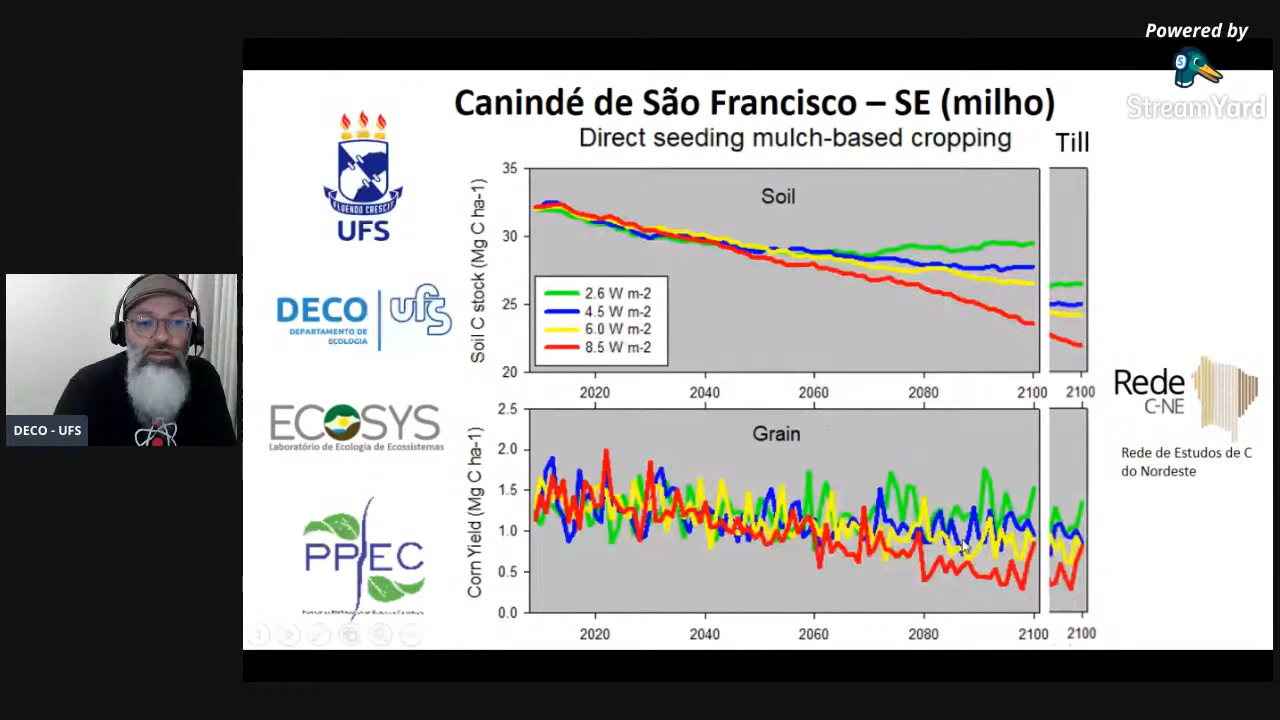 Powered by
StreamYard
Canindé de São Francisco – SE (milho)
Direct seeding mulch-based cropping
Till
UFS
DECO
DEPARTAMENTO DE
ECOLOGIA
ufs
ECOSYS
Laboratório de Ecologia de Ecossistemas
PPEC
DECO - UFS
Soil C stock (Mg C ha-1)
35
30
25
20
Soil
2.6 W m-2
4.5 W m-2
6.0 W m-2
8.5 W m-2
2020 2040 2060 2080 2100 2100
Corn Yield (Mg C ha-1)
2.5
2.0
1.5
1.0
0.5
0.0
Grain
2020 2040 2060 2080 2100 2100
Rede
C-NE
Rede de Estudos de C
do Nordeste